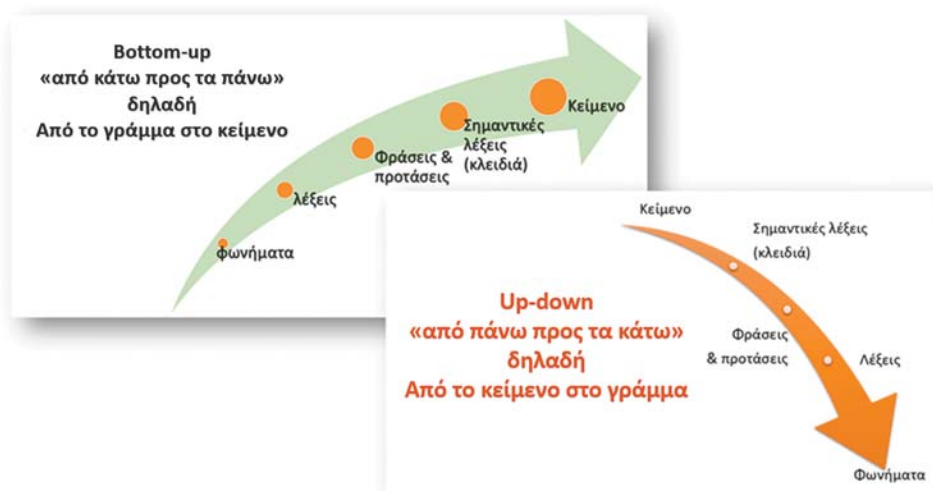 Bottom-up
«από κάτω προς τα πάνω»
δηλαδή
Από το γράμμα στο κείμενο
Κείμενο
Σημαντικές
λέξεις
(κλειδιά)
Φράσεις &
προτάσεις
λέξεις
φωνήματα
Up-down
«από πάνω προς τα κάτω»
δηλαδή
Από το κείμενο στο γράμμα
Κείμενο
Σημαντικές λέξεις
(κλειδιά)
Φράσεις
& προτάσεις
Λέξεις
Φωνήματα